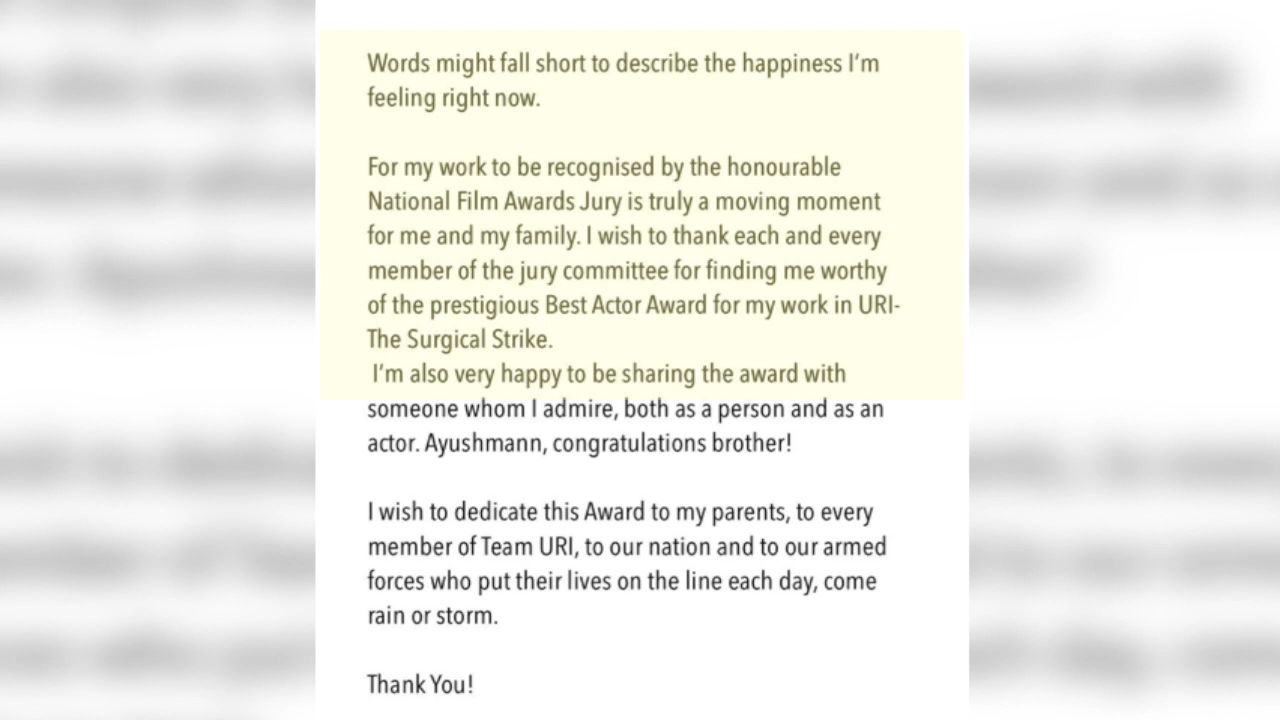 Words might fall short to describe the happiness I'm
feeling right now.
For my work to be recognised by the honourable
National Film Awards Jury is truly a moving moment
for me and my family. I wish to thank each and every
member of the jury committee for finding me worthy
of the prestigious Best Actor Award for my work in URI-
The Surgical Strike.
I'm also very happy to be sharing the award with
someone whom I admire, both as a person and as an
actor. Ayushmann, congratulations brother!
I wish to dedicate this Award to my parents, to every
member of Team URI, to our nation and to our armed
forces who put their lives on the line each day, come
rain or storm.
Thank You!